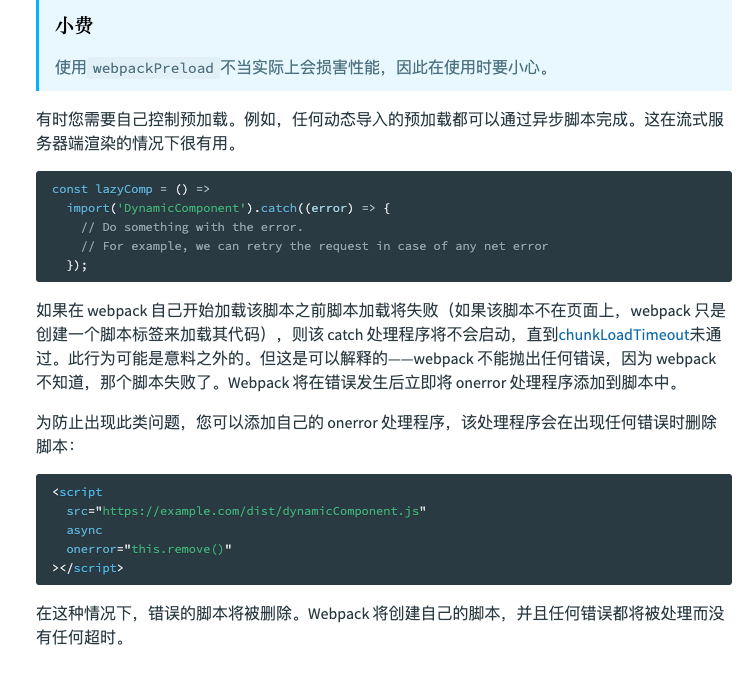 小费
使用 webpackPreload 不当实际上会损害性能，因此在使用时要小心。
有时您需要自己控制预加载。例如，任何动态导入的预加载都可以通过异步脚本完成。这在流式服
务器端渲染的情况下很有用。
const lazyComp = () =>
  import('DynamicComponent').catch((error) => {
    // Do something with the error.
    // For example, we can retry the request in case of any net error
  });
如果在 webpack 自己开始加载该脚本之前脚本加载将失败（如果该脚本不在页面上，webpack 只是
创建一个脚本标签来加载其代码），则该 catch 处理程序将不会启动，直到chunkLoadTimeout未通
过。此行为可能是意料之外的。但这是可以解释的——webpack 不能抛出任何错误，因为 webpack
不知道，那个脚本失败了。Webpack 将在错误发生后立即将 onerror 处理程序添加到脚本中。
为防止出现此类问题，您可以添加自己的 onerror 处理程序，该处理程序会在出现任何错误时删除
脚本：
<script
  src="https://example.com/dist/dynamicComponent.js"
  async
  onerror="this.remove()"
></script>
在这种情况下，错误的脚本将被删除。Webpack 将创建自己的脚本，并且任何错误都将被处理而没
有任何超时。